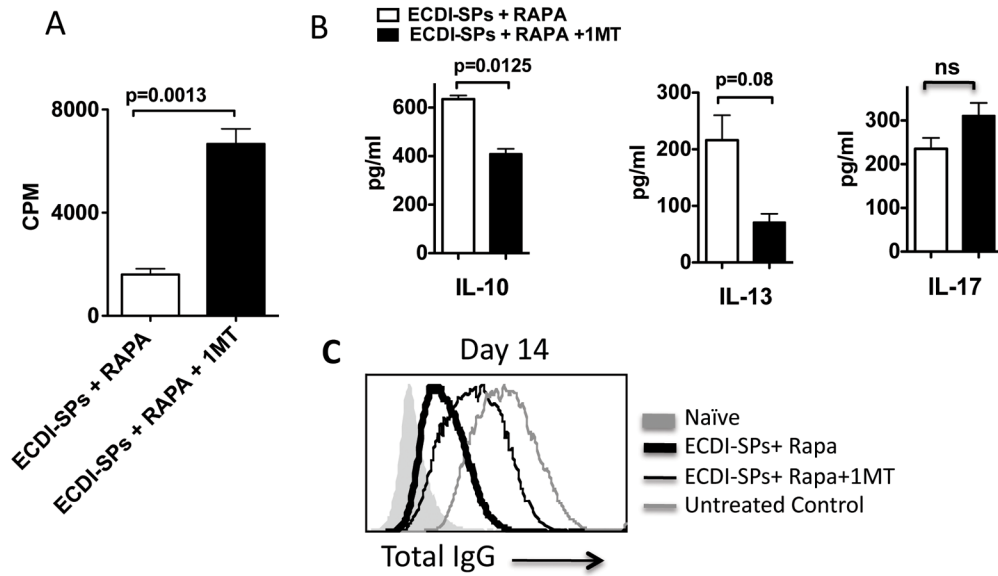 A
p=0.0013
8000
4000
0
CPM
ECDI-SPs + RAPA
ECDI-SPs + RAPA + 1MT
B
ECDI-SPs + RAPA
ECDI-SPs + RAPA +1MT
p=0.0125
600
400
200
0
pg/ml
IL-10
p=0.08
300
200
100
0
pg/ml
IL-13
ns
300
200
100
0
pg/ml
IL-17
C
Day 14
Total IgG
Naïve
ECDI-SPs+ Rapa
ECDI-SPs+ Rapa+1MT
Untreated Control